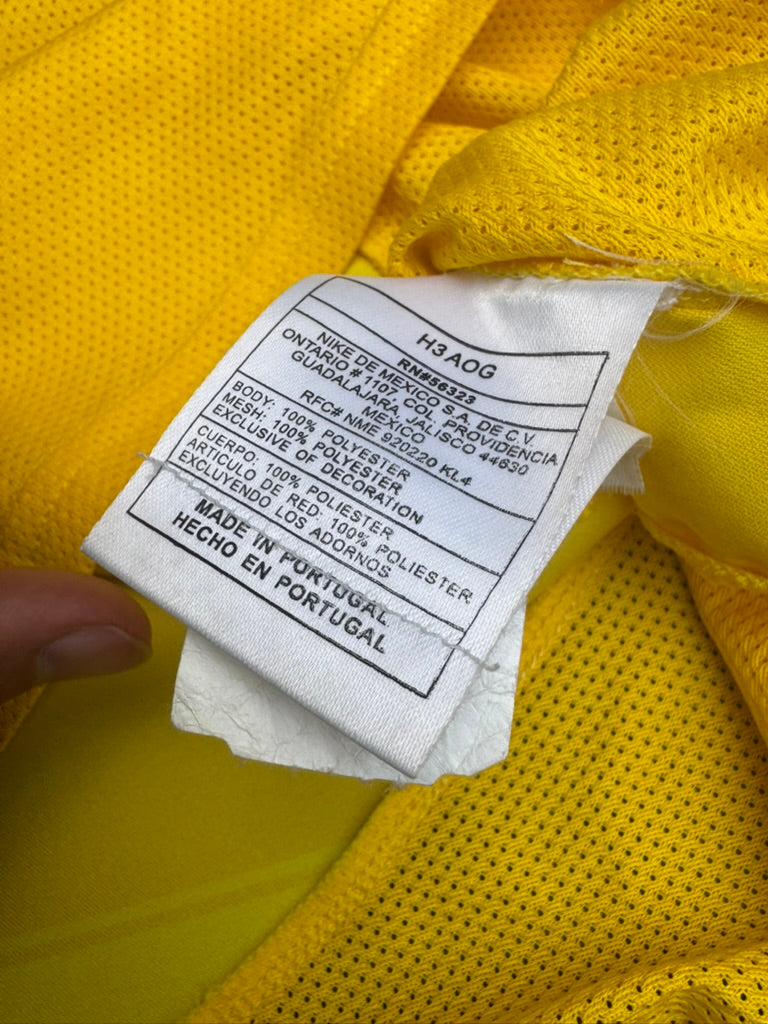 H3AOG
RN#56323
NIKE DE MEXICO S.A. DE C.V.
ONTARIO # 1107, COL. PROVIDENCIA
GUADALAJARA, JALISCO 44630
MEXICO
RFC# NME 920220 KL4
BODY: 100% POLYESTER
MESH: 100% POLYESTER
EXCLUSIVE OF DECORATION
CUERPO: 100% POLIESTER
ARTICULO DE RED: 100% POLIESTER
EXCLUYENDO LOS ADORNOS
MADE IN PORTUGAL
HECHO EN PORTUGAL